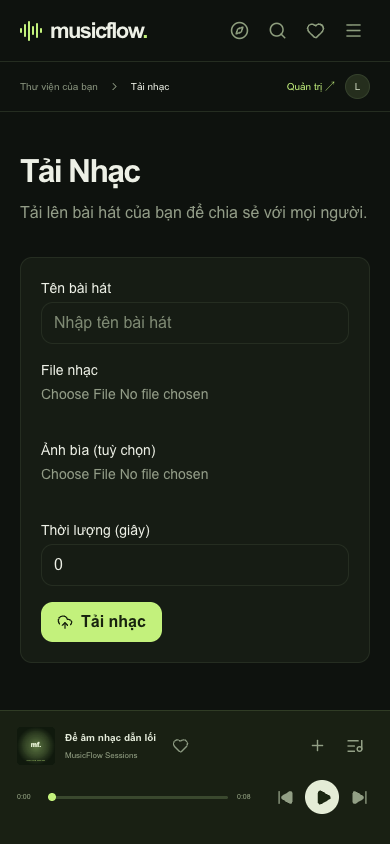 musicflow.
Thư viện của bạn > Tải nhạc Quản trị ↗ L
Tải Nhạc
Tải lên bài hát của bạn để chia sẻ với mọi người.
Tên bài hát
Nhập tên bài hát
File nhạc
Choose File No file chosen
Ảnh bìa (tuỳ chọn)
Choose File No file chosen
Thời lượng (giây)
0
Tải nhạc
mf.
Để âm nhạc dẫn lối
MusicFlow Sessions
0:00 0:08